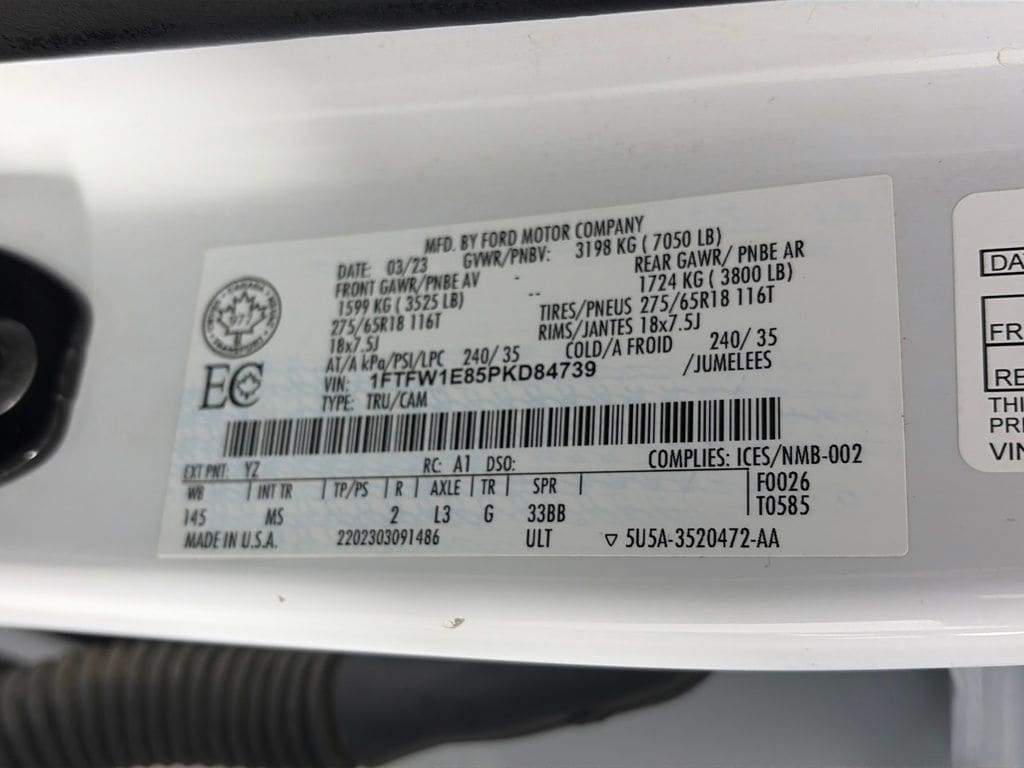 MFD. BY FORD MOTOR COMPANY
DATE: 03/23 GVWR/PNBV: 3198 KG ( 7050 LB)
FRONT GAWR/PNBE AV - REAR GAWR/ PNBE AR
1599 KG ( 3525 LB) -- 1724 KG ( 3800 LB)
275/65R18 116T TIRES/PNEUS 275/65R18 116T
18x7.5J RIMS/JANTES 18x7.5J
AT/A kPa/PSI/LPC 240/ 35 COLD/A FROID 240/ 35
VIN: 1FTFW1E85PKD84739 /JUMELEES
TYPE: TRU/CAM
CANADA
TRANSPORT
EC
EXT PNT: YZ RC: A1 DSO: COMPLIES: ICES/NMB-002
WB | INT TR | TP/PS | R | AXLE | TR | SPR | F0026
145 MS 2 L3 G 33BB T0585
MADE IN U.S.A. 2202303091486 ULT ▽ 5U5A-3520472-AA
DA
FR
RE
THI
PRE
VIN